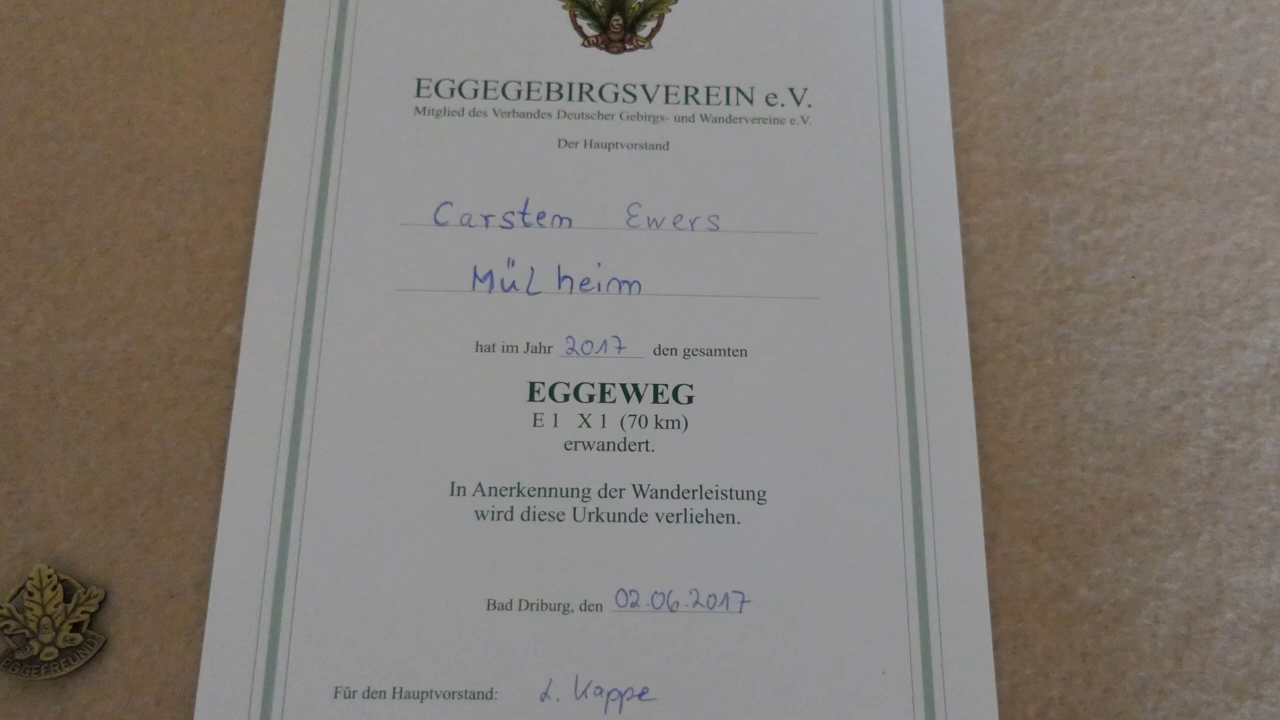 EGGEGEBIRGSVEREIN e.V.
Mitglied des Verbandes Deutscher Gebirgs- und Wandervereine e.V.
Der Hauptvorstand
Carsten Ewers
Mülheim
hat im Jahr 2017 den gesamten
EGGEWEG
E 1 X 1 (70 km)
erwandert.
In Anerkennung der Wanderleistung
wird diese Urkunde verliehen.
Bad Driburg, den 02.06.2017
Für den Hauptvorstand: L. Kappe
EGGEFREUND